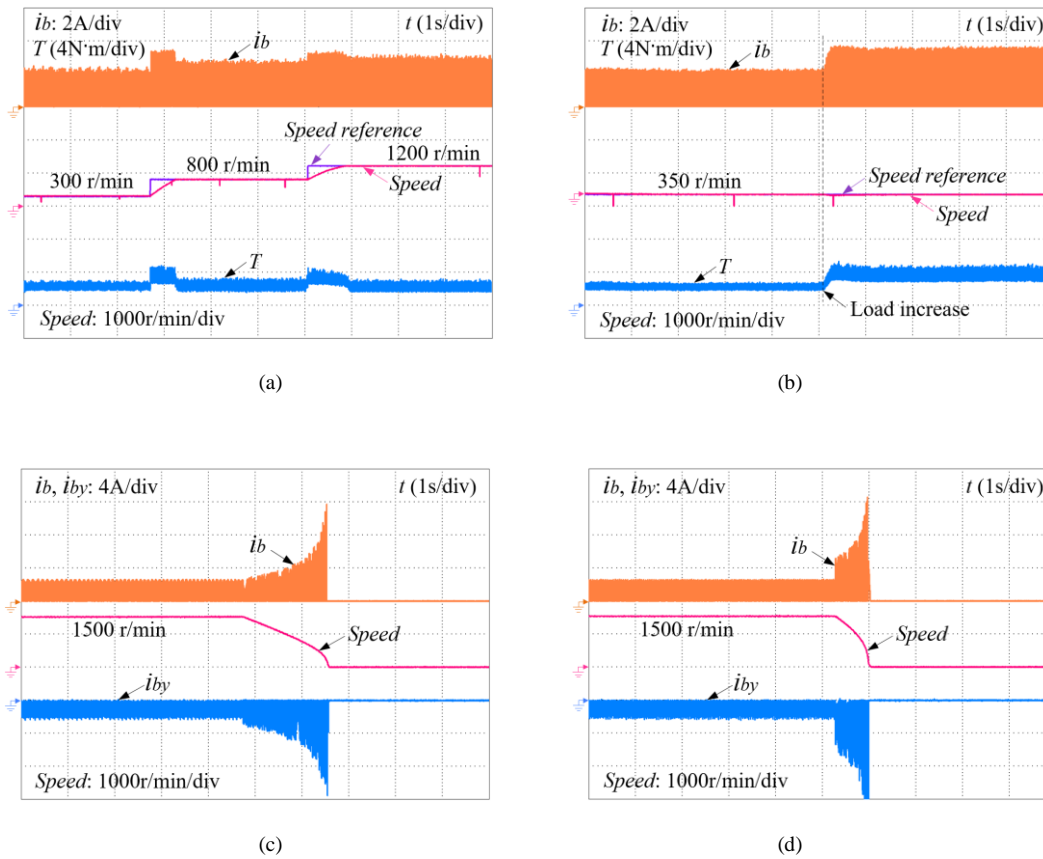 ib: 2A/div t (1s/div)
T (4N·m/div) ib
Speed reference
300 r/min 800 r/min 1200 r/min
Speed
T
Speed: 1000r/min/div
(a)
ib: 2A/div t (1s/div)
T (4N·m/div) ib
350 r/min Speed reference
Speed
T
Load increase
Speed: 1000r/min/div
(b)
ib, iby: 4A/div t (1s/div)
ib
1500 r/min Speed
iby
Speed: 1000r/min/div
(c)
ib, iby: 4A/div t (1s/div)
ib
1500 r/min Speed
iby
Speed: 1000r/min/div
(d)